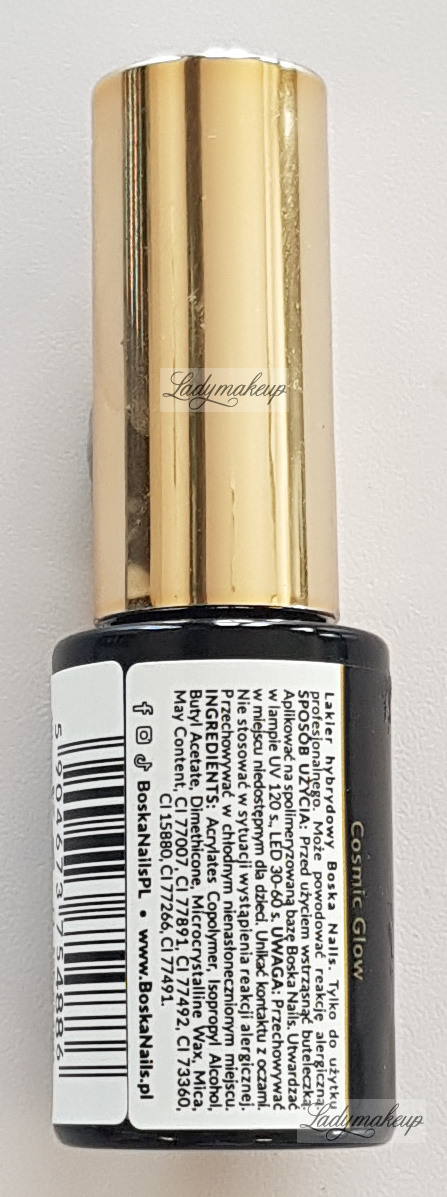 Ladymakeup
Cosmic Glow
Lakier hybrydowy Boska Nails. Tylko do użytku
profesjonalnego. Może powodować reakcję alergiczną.
SPOSÓB UŻYCIA: Przed użyciem wstrząsnąć buteleczką.
Aplikować na spolimeryzowaną bazę Boska Nails. Utwardzać
w lampie UV 120 s., LED 30-60 s. UWAGA: Przechowywać
w miejscu niedostępnym dla dzieci. Unikać kontaktu z oczami.
Nie stosować w sytuacji wystąpienia reakcji alergicznej.
Przechowywać w chłodnym nienasłonecznionym miejscu.
INGREDIENTS: Acrylates Copolymer, Isopropyl Alcohol,
Butyl Acetate, Dimethicone, Microcrystalline Wax, Mica,
May Content, CI 77007, CI 77891, CI 77492, CI 73360,
CI 15880, CI 77266, CI 77491.
BoskaNailsPL • www.BoskaNails.pl
5 904673 754886
Ladymakeup